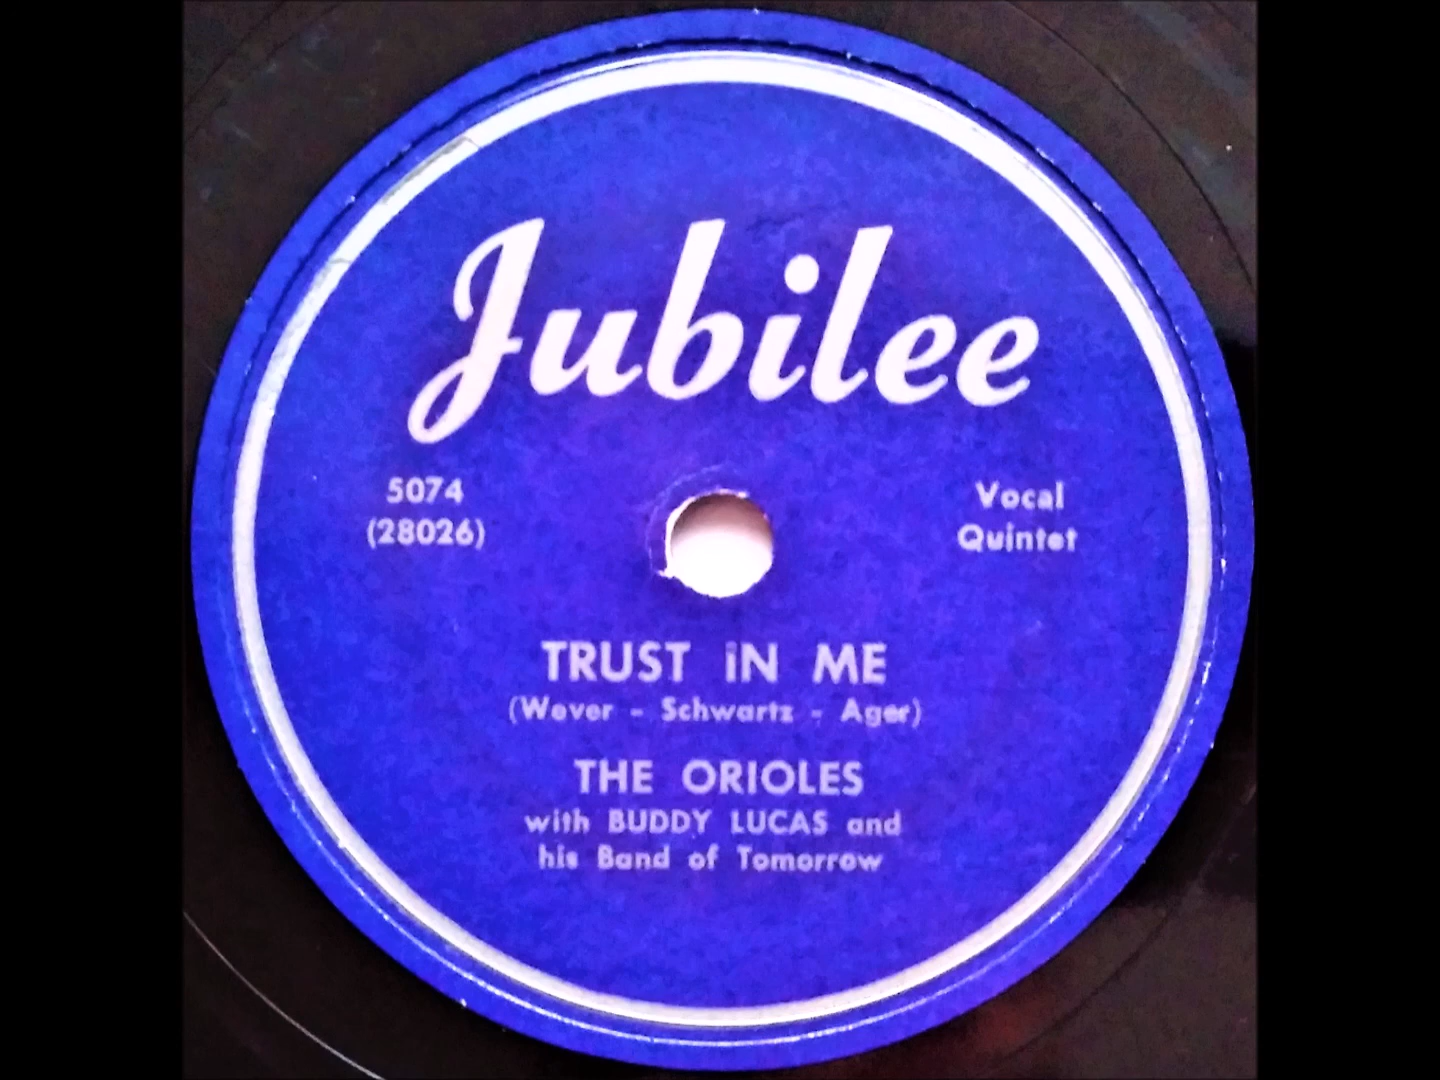 Jubilee
5074
(28026)
Vocal
Quintet
TRUST iN ME
(Wever - Schwartz - Ager)
THE ORIOLES
with BUDDY LUCAS and
his Band of Tomorrow